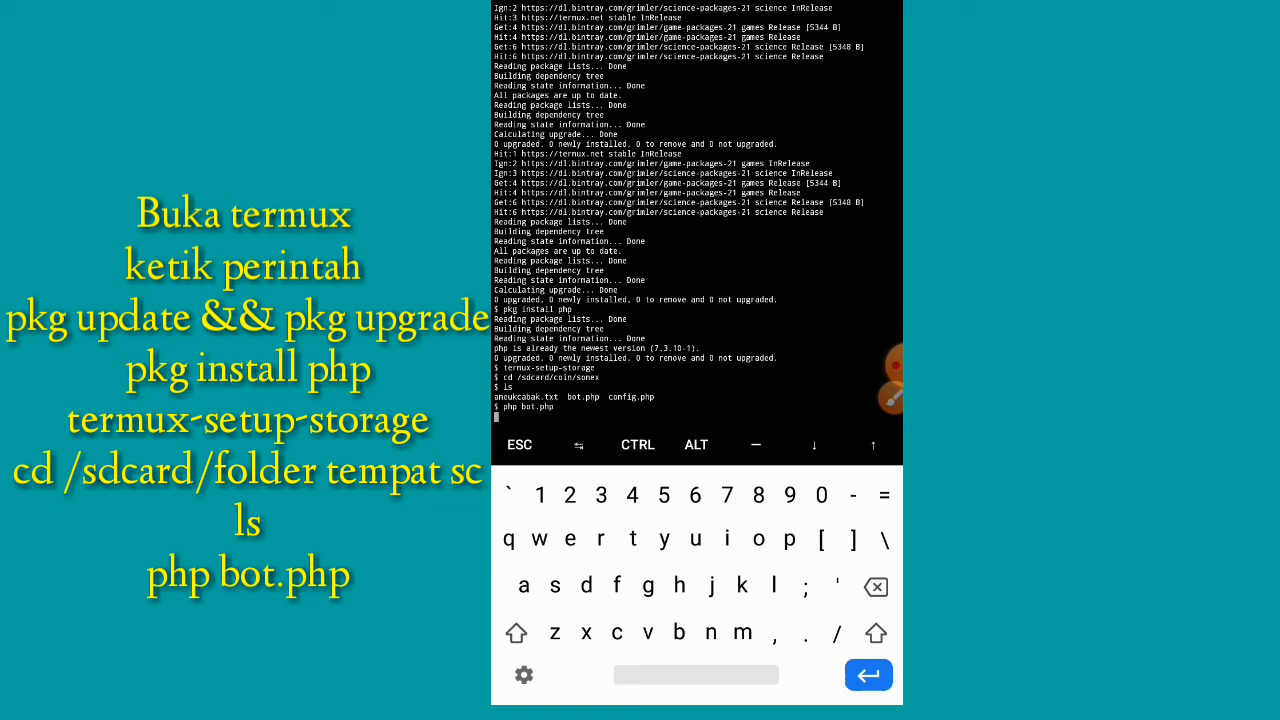 Buka termux
ketik perintah
pkg update && pkg upgrade
pkg install php
termux-setup-storage
cd /sdcard/folder tempat sc
ls
php bot.php
Ign:2 https://dl.bintray.com/grimler/science-packages-21 science InRelease
Hit:3 https://termux.net stable InRelease
Get:4 https://dl.bintray.com/grimler/game-packages-21 games Release [5344 B]
Hit:4 https://dl.bintray.com/grimler/game-packages-21 games Release
Get:6 https://dl.bintray.com/grimler/science-packages-21 science Release [5348 B]
Hit:6 https://dl.bintray.com/grimler/science-packages-21 science Release
Reading package lists... Done
Building dependency tree
Reading state information... Done
All packages are up to date.
Reading package lists... Done
Building dependency tree
Reading state information... Done
Calculating upgrade... Done
0 upgraded, 0 newly installed, 0 to remove and 0 not upgraded.
Hit:1 https://termux.net stable InRelease
Ign:2 https://dl.bintray.com/grimler/game-packages-21 games InRelease
Ign:3 https://dl.bintray.com/grimler/science-packages-21 science InRelease
Get:4 https://dl.bintray.com/grimler/game-packages-21 games Release [5344 B]
Hit:4 https://dl.bintray.com/grimler/game-packages-21 games Release
Get:6 https://dl.bintray.com/grimler/science-packages-21 science Release [5348 B]
Hit:6 https://dl.bintray.com/grimler/science-packages-21 science Release
Reading package lists... Done
Building dependency tree
Reading state information... Done
All packages are up to date.
Reading package lists... Done
Building dependency tree
Reading state information... Done
Calculating upgrade... Done
0 upgraded, 0 newly installed, 0 to remove and 0 not upgraded.
$ pkg install php
Reading package lists... Done
Building dependency tree
Reading state information... Done
php is already the newest version (7.3.10-1).
0 upgraded, 0 newly installed, 0 to remove and 0 not upgraded.
$ termux-setup-storage
$ cd /sdcard/coin/sonex
$ ls
aneukcabak.txt bot.php config.php
$ php bot.php
ESC ↹ CTRL ALT — ↓ ↑
` 1 2 3 4 5 6 7 8 9 0 - =
q w e r t y u i o p [ ] \
a s d f g h j k l ; '
z x c v b n m , . /